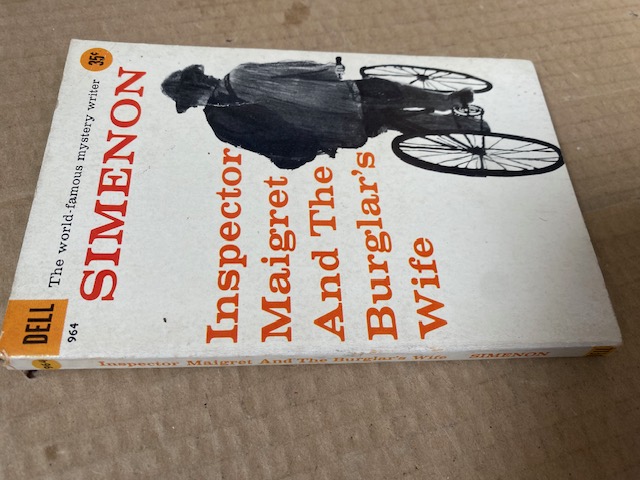 DELL
964
35¢
The world-famous mystery writer
SIMENON
Inspector
Maigret
And The
Burglar's
Wife
Inspector Maigret And The Burglar's Wife SIMENON